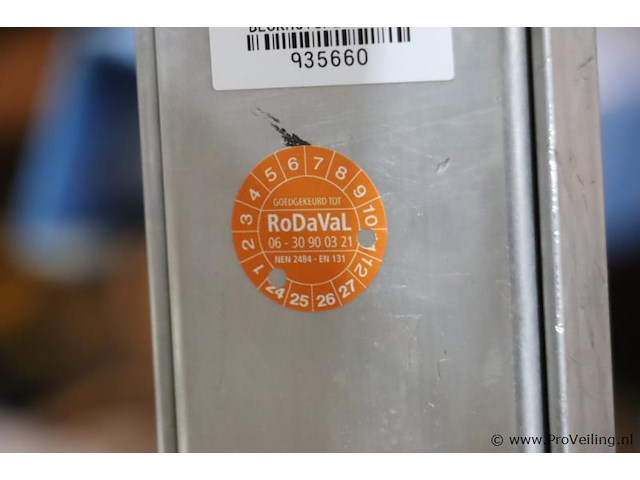 935660
1 2 3 4 5 6 7 8 9 10 11 12
GOEDGEKEURD TOT
RoDaVaL
06 - 30 90 03 21
NEN 2484 - EN 131
24 25 26 27
© www.ProVeiling.nl